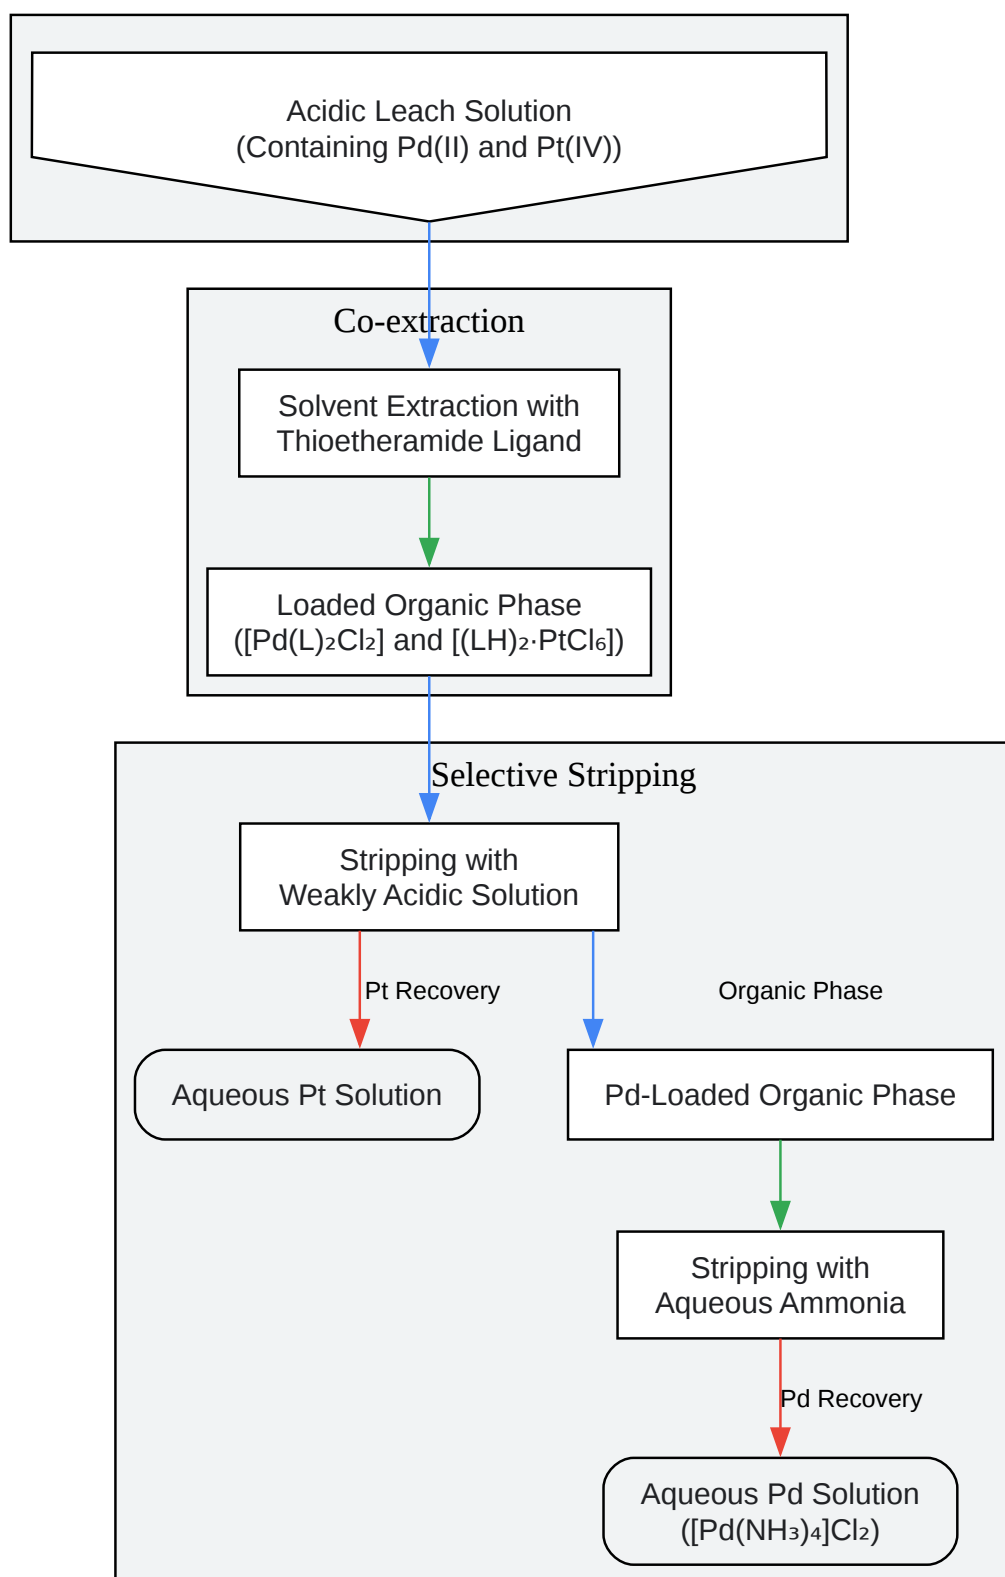 Acidic Leach Solution
(Containing Pd(II) and Pt(IV))
Co-extraction
Solvent Extraction with
Thioetheramide Ligand
Loaded Organic Phase
([Pd(L)₂Cl₂] and [(LH)₂·PtCl₆])
Selective Stripping
Stripping with
Weakly Acidic Solution
Pt Recovery
Organic Phase
Aqueous Pt Solution
Pd-Loaded Organic Phase
Stripping with
Aqueous Ammonia
Pd Recovery
Aqueous Pd Solution
([Pd(NH₃)₄]Cl₂)